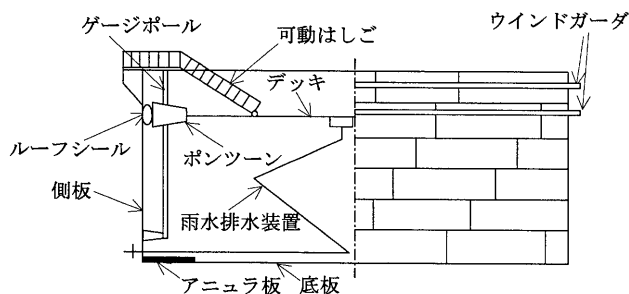 ウインドガーダ
ゲージポール
可動はしご
デッキ
ルーフシール
ポンツーン
側板
雨水排水装置
アニュラ板
底板